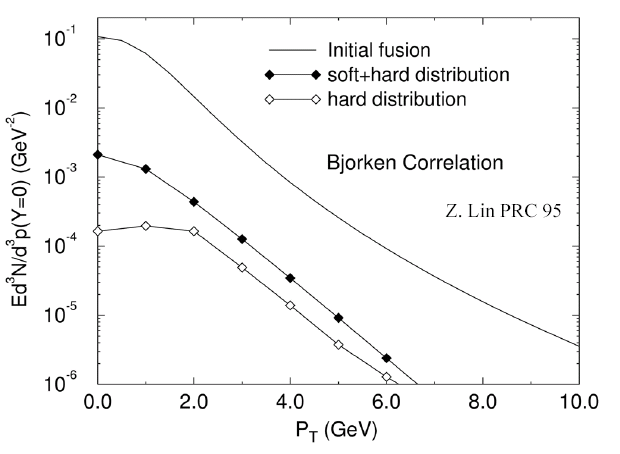 10⁻¹
10⁻²
10⁻³
10⁻⁴
10⁻⁵
10⁻⁶
Ed³N/d³p(Y=0) (GeV⁻²)
Initial fusion
soft+hard distribution
hard distribution
Bjorken Correlation
Z. Lin PRC 95
0.0 2.0 4.0 6.0 8.0 10.0
P_T (GeV)